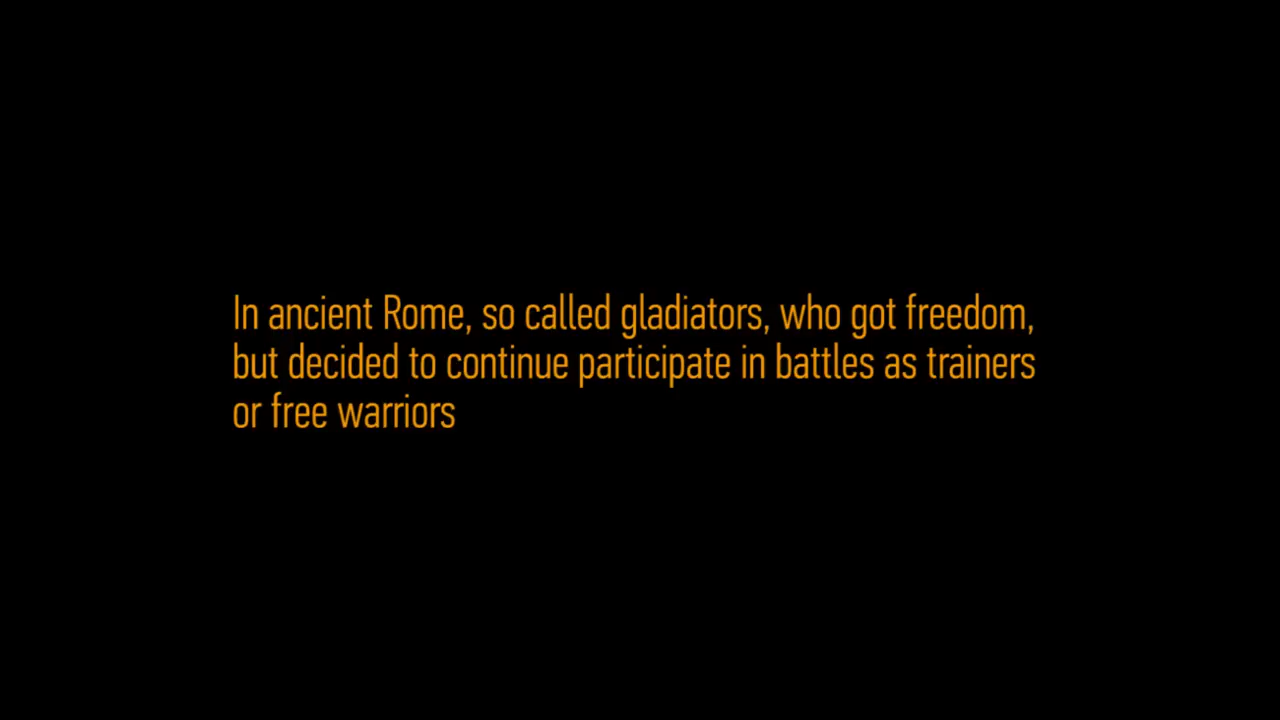 In ancient Rome, so called gladiators, who got freedom,
but decided to continue participate in battles as trainers
or free warriors